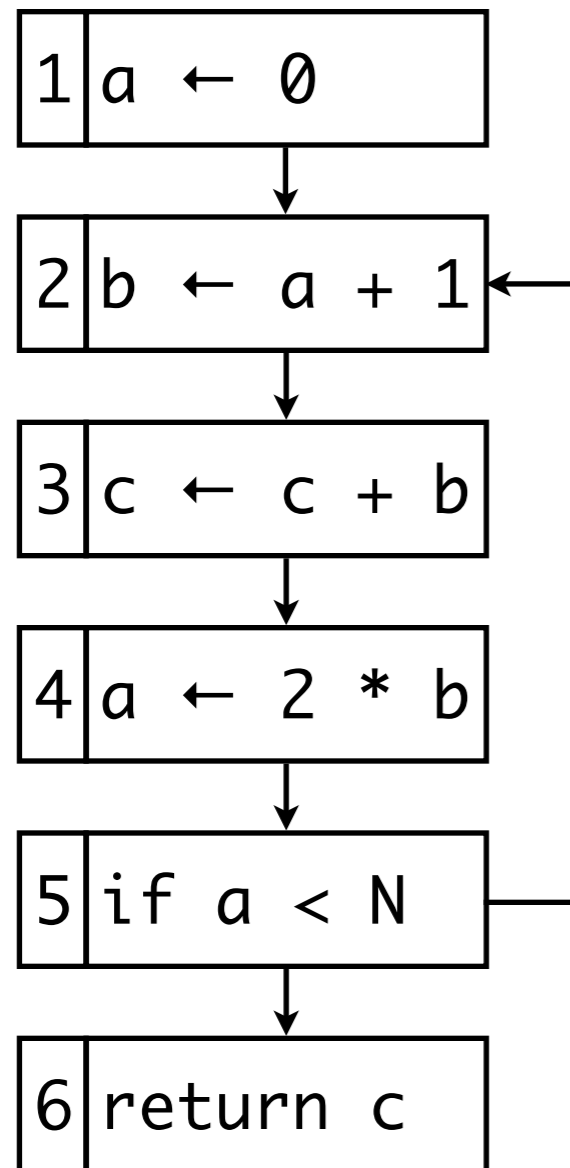 1 a ← 0
2 b ← a + 1
3 c ← c + b
4 a ← 2 * b
5 if a < N
6 return c